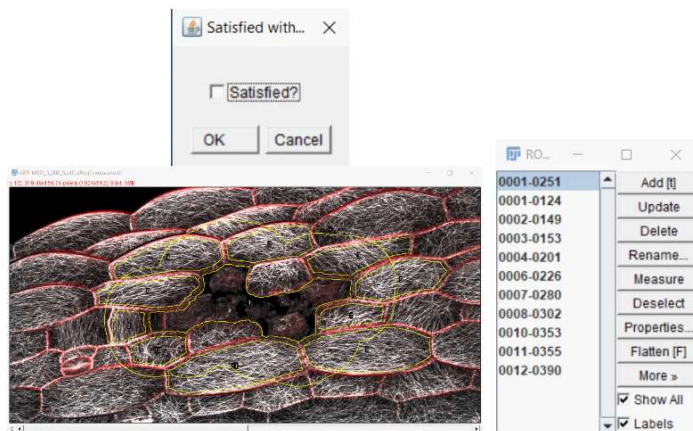 Satisfied with...
Satisfied?
OK
Cancel
RO...
0001-0251
0001-0124
0002-0149
0003-0153
0004-0201
0006-0226
0007-0280
0008-0302
0010-0353
0011-0355
0012-0390
Add [t]
Update
Delete
Rename...
Measure
Deselect
Properties...
Flatten [F]
More »
Show All
Labels